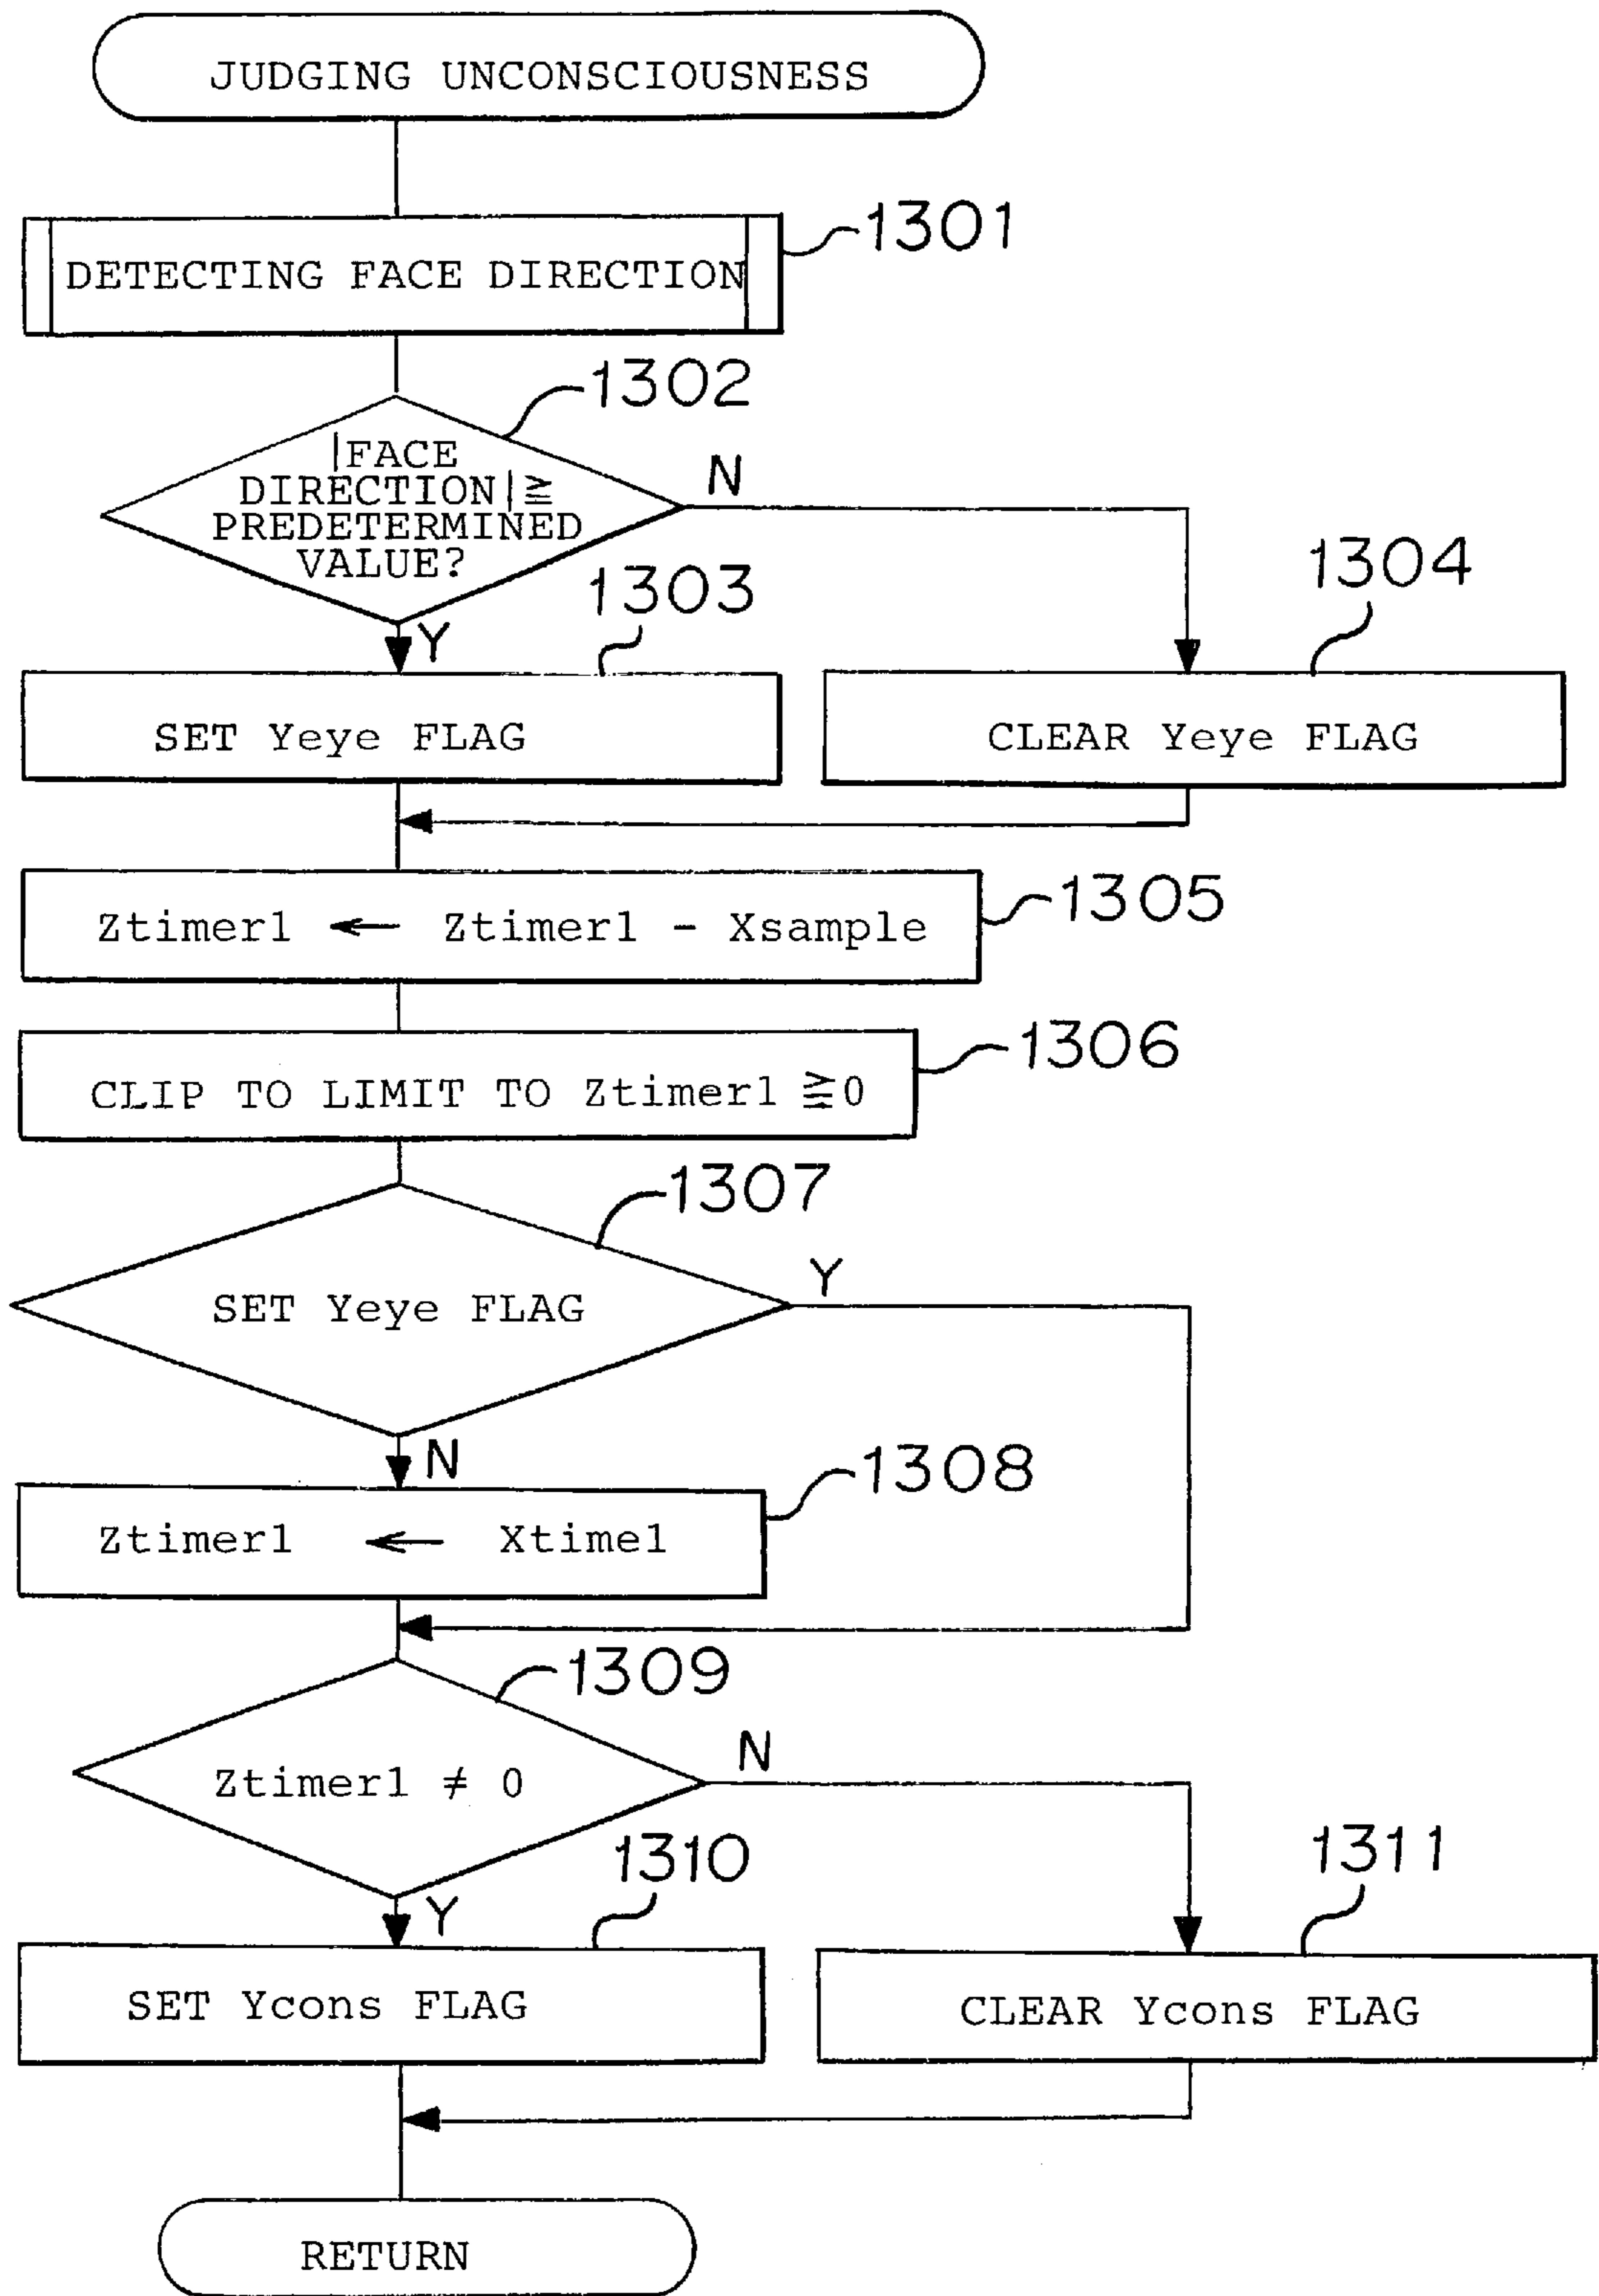 JUDGING UNCONSCIOUSNESS
1301
DETECTING FACE DIRECTION
1302
|FACE
DIRECTION|≧
PREDETERMINED
VALUE?
N
Y
1303
1304
SET Yeye FLAG
CLEAR Yeye FLAG
1305
Ztimer1 ← Ztimer1 - Xsample
1306
CLIP TO LIMIT TO Ztimer1 ≧0
1307
SET Yeye FLAG
Y
N
1308
Ztimer1 ← Xtime1
1309
Ztimer1 ≠ 0
N
Y
1310
1311
SET Ycons FLAG
CLEAR Ycons FLAG
RETURN